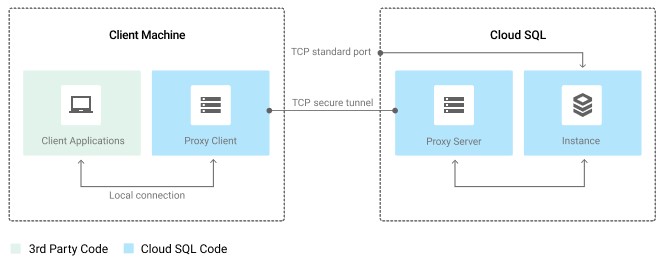 Client Machine
Cloud SQL
TCP standard port
TCP secure tunnel
Client Applications
Proxy Client
Proxy Server
Instance
Local connection
3rd Party Code
Cloud SQL Code